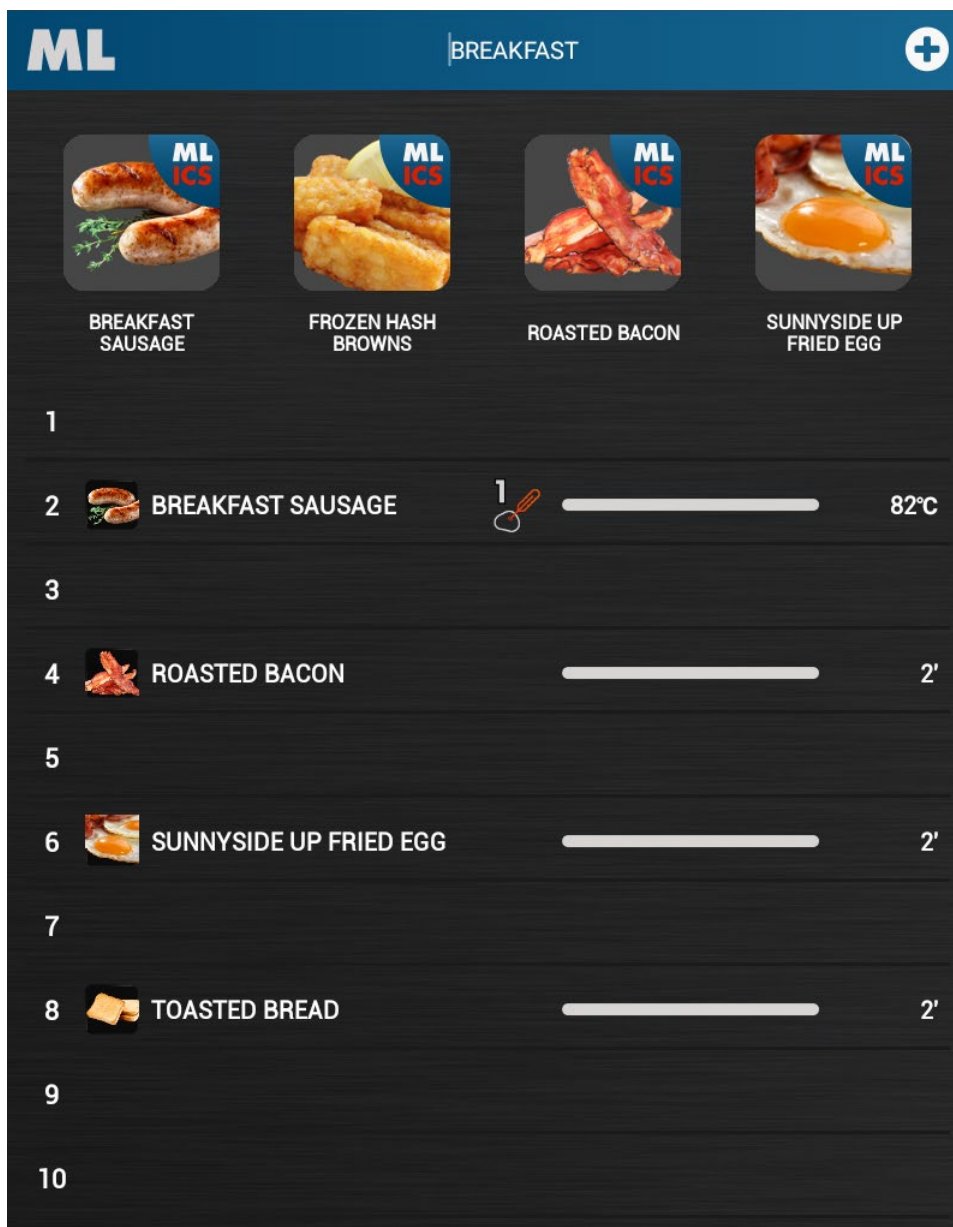 ML
BREAKFAST
ML
ICS
ML
ICS
ML
ICS
ML
ICS
BREAKFAST
SAUSAGE
FROZEN HASH
BROWNS
ROASTED BACON
SUNNYSIDE UP
FRIED EGG
1
2 BREAKFAST SAUSAGE 1 82°C
3
4 ROASTED BACON 2'
5
6 SUNNYSIDE UP FRIED EGG 2'
7
8 TOASTED BREAD 2'
9
10